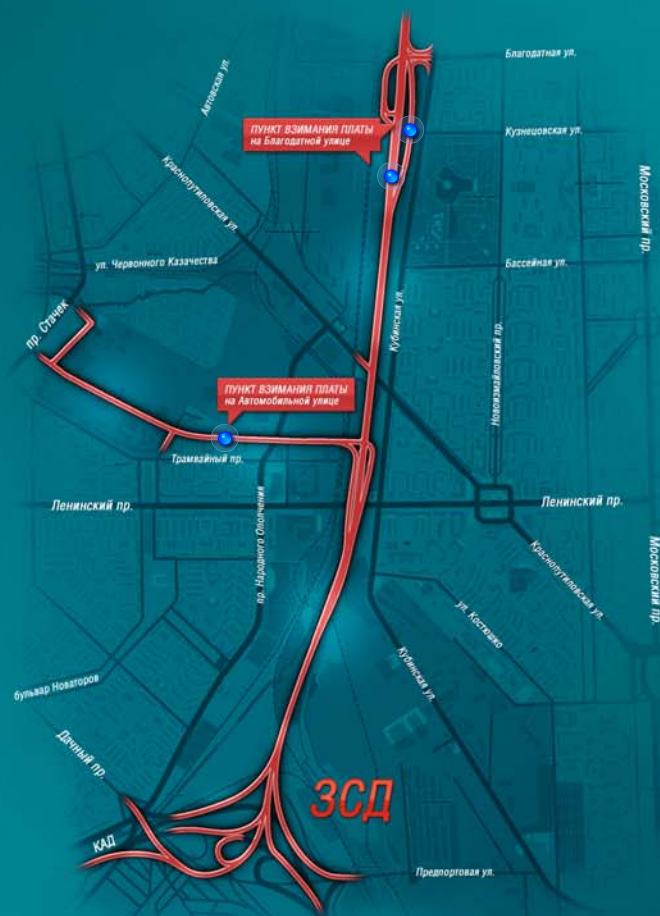 Благодатная ул.
Автовская ул.
ПУНКТ ВЗИМАНИЯ ПЛАТЫ
на Благодатной улице
Кузнецовская ул.
Краснопутиловская ул.
Московский пр.
ул. Червонного Казачества
Бассейная ул.
пр. Стачек
Кубинская ул.
Новоизмайловский пр.
ПУНКТ ВЗИМАНИЯ ПЛАТЫ
на Автомобильной улице
Трамвайный пр.
Ленинский пр.
Ленинский пр.
пр. Народного Ополчения
Краснопутиловская ул.
Московский пр.
ул. Костюшко
Кубинская ул.
бульвар Новаторов
Дачный пр.
ЗСД
КАД
Предпортовая ул.